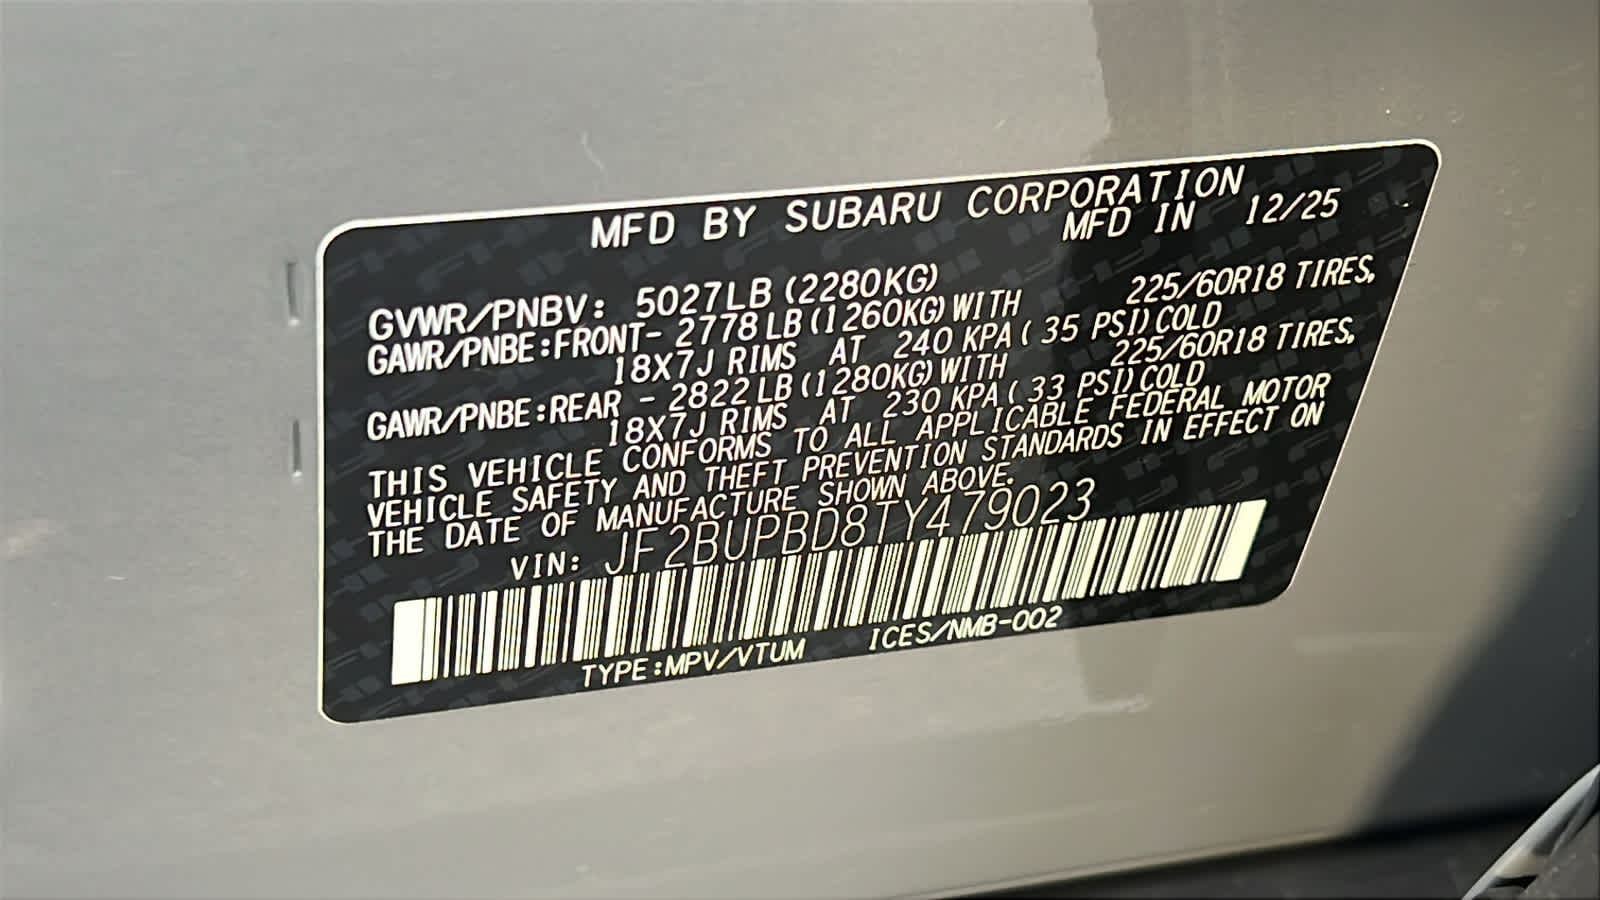 MFD BY SUBARU CORPORATION
MFD IN 12/25
GVWR/PNBV: 5027LB (2280KG)
GAWR/PNBE:FRONT- 2778LB(1260KG)WITH 225/60R18 TIRES,
18X7J RIMS AT 240 KPA( 35 PSI)COLD
GAWR/PNBE:REAR - 2822LB(1280KG)WITH 225/60R18 TIRES,
18X7J RIMS AT 230 KPA( 33 PSI)COLD
THIS VEHICLE CONFORMS TO ALL APPLICABLE FEDERAL MOTOR
VEHICLE SAFETY AND THEFT PREVENTION STANDARDS IN EFFECT ON
THE DATE OF MANUFACTURE SHOWN ABOVE.
VIN: JF2BUPBD8TY479023
TYPE:MPV/VTUM ICES/NMB-002